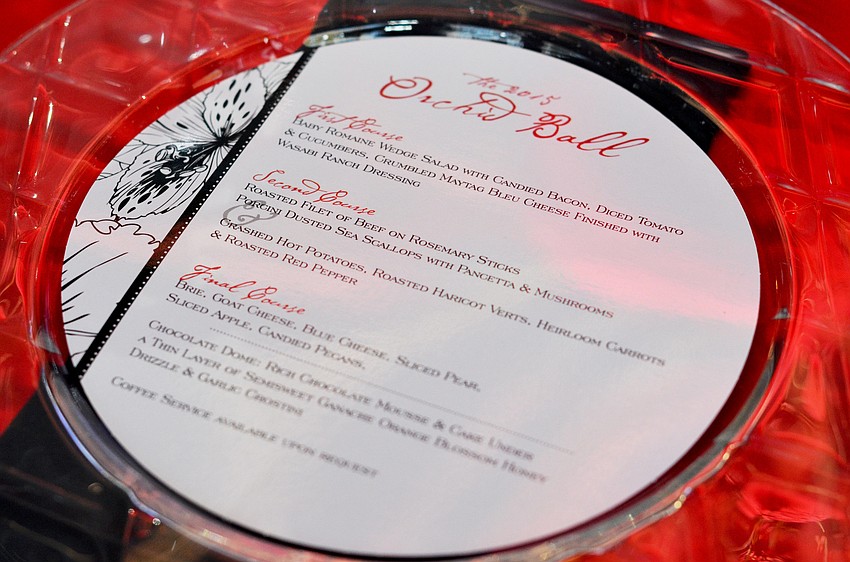 the 2015
Orchid Ball
First Course
Baby Romaine Wedge Salad with Candied Bacon, Diced Tomato
& Cucumbers, Crumbled Maytag Bleu Cheese Finished with
Wasabi Ranch Dressing
Second Course
Roasted Filet of Beef on Rosemary Sticks
&
Porcini Dusted Sea Scallops with Pancetta & Mushrooms
Crashed Hot Potatoes, Roasted Haricot Verts, Heirloom Carrots
& Roasted Red Pepper
Final Course
Brie, Goat Cheese, Blue Cheese, Sliced Pear,
Sliced Apple, Candied Pecans,
Chocolate Dome: Rich Chocolate Mousse & Cake Under
a Thin Layer of Semisweet Ganache Orange Blossom Honey
Drizzle & Garlic Crostini
Coffee Service available upon request